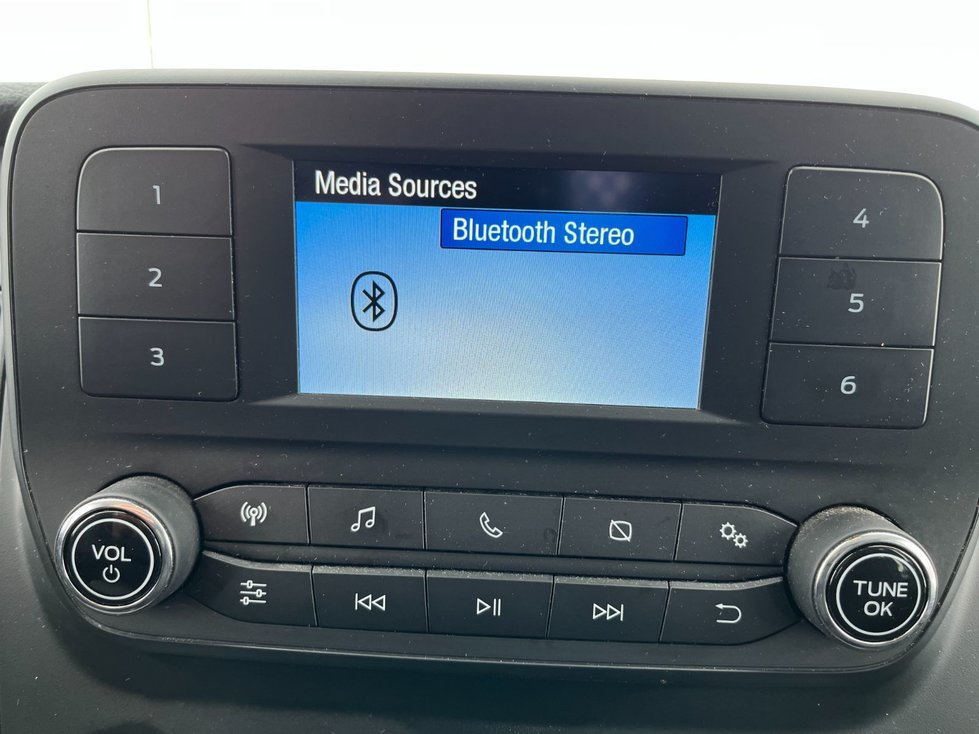 Media Sources
Bluetooth Stereo
1
2
3
4
5
6
VOL
TUNE
OK